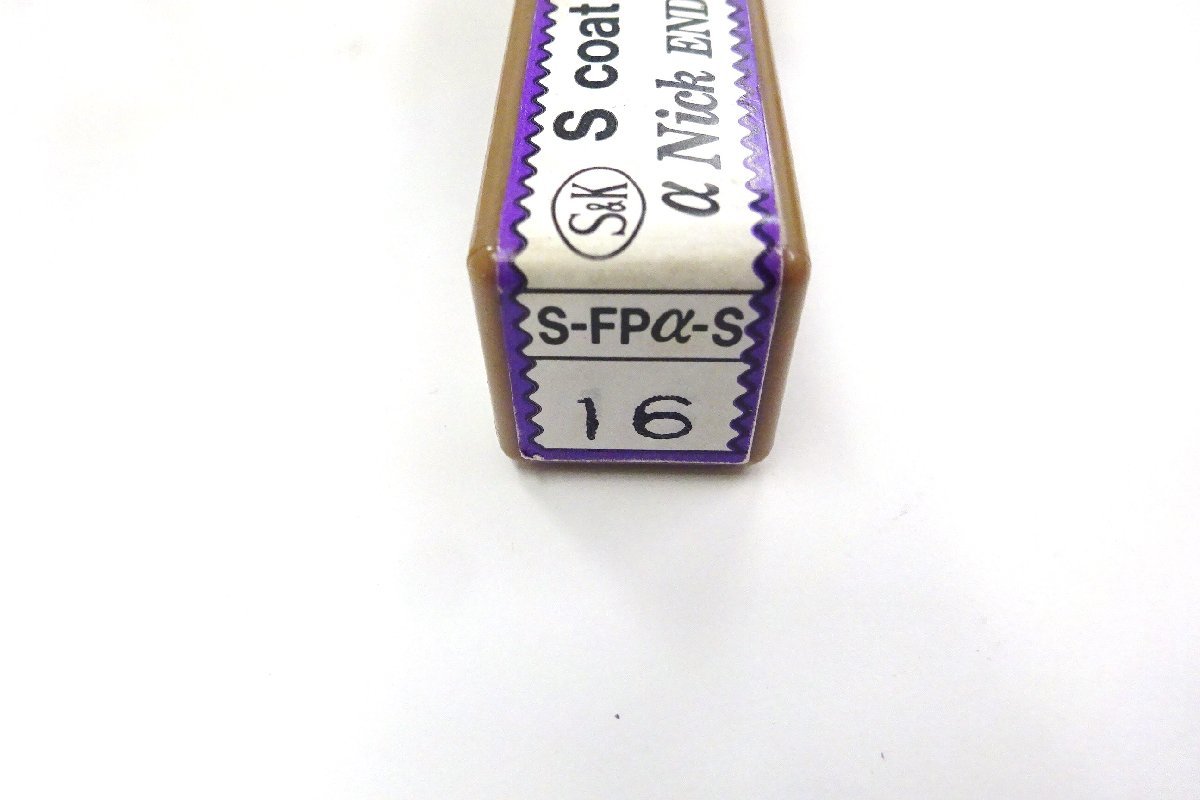 S coat
α Nick END
S&K
S-FPα-S
16